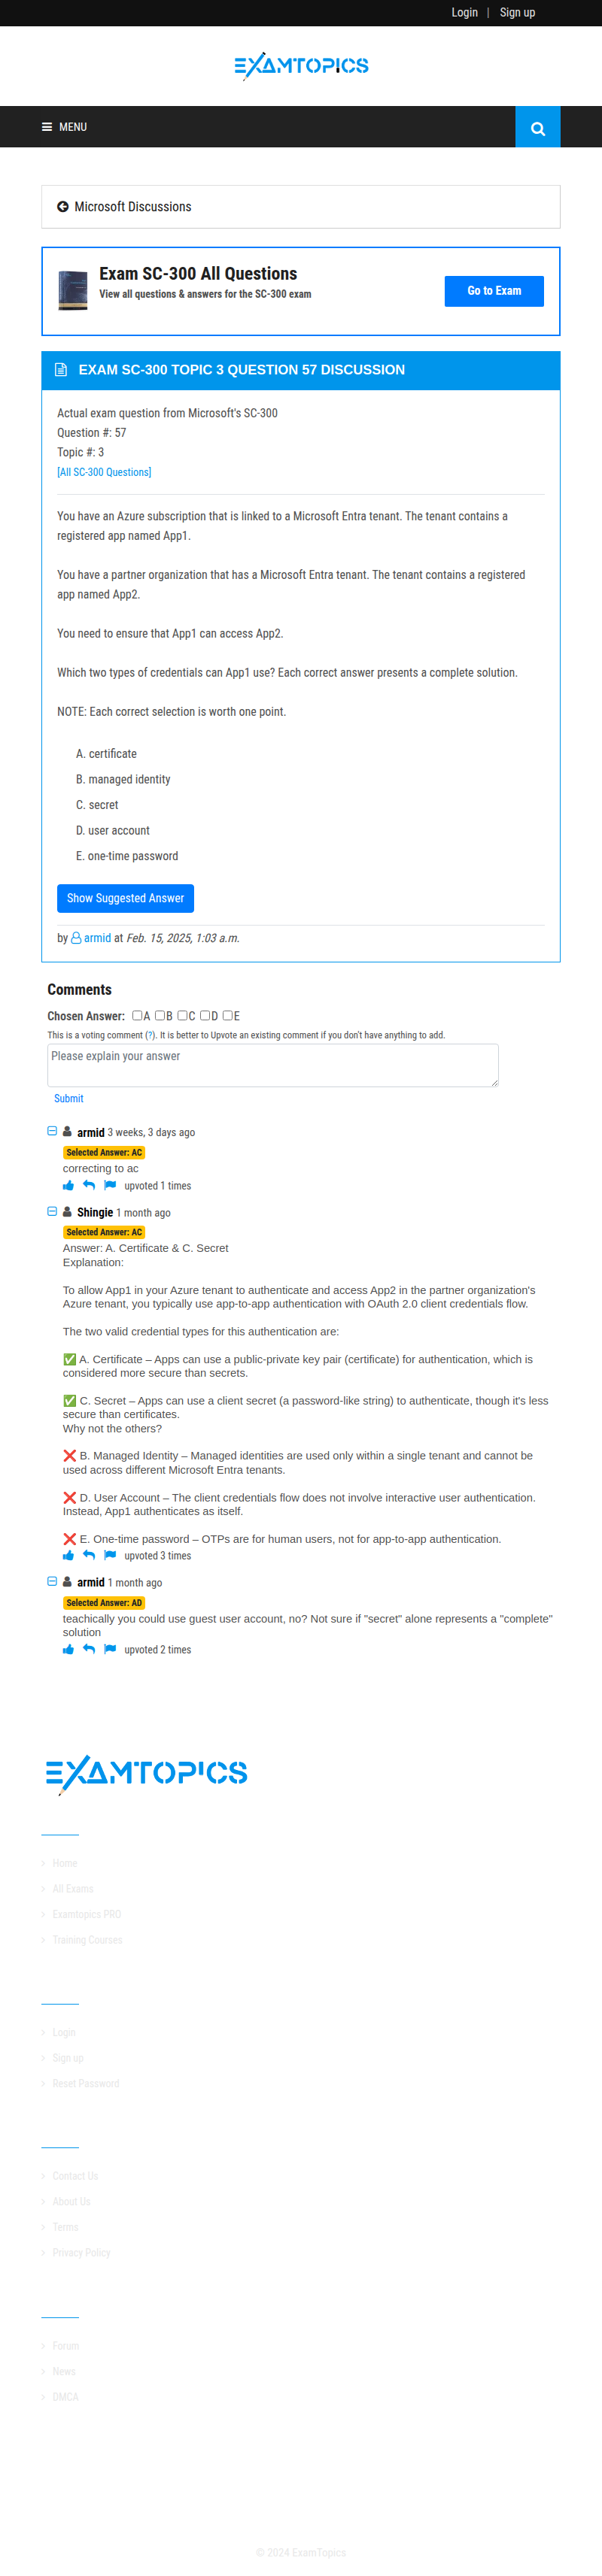 Login | Sign up
EXAMTOPICS
MENU
Microsoft Discussions
Exam SC-300 All Questions
View all questions & answers for the SC-300 exam
Go to Exam
EXAM SC-300 TOPIC 3 QUESTION 57 DISCUSSION
Actual exam question from Microsoft's SC-300
Question #: 57
Topic #: 3
[All SC-300 Questions]
You have an Azure subscription that is linked to a Microsoft Entra tenant. The tenant contains a
registered app named App1.
You have a partner organization that has a Microsoft Entra tenant. The tenant contains a registered
app named App2.
You need to ensure that App1 can access App2.
Which two types of credentials can App1 use? Each correct answer presents a complete solution.
NOTE: Each correct selection is worth one point.
A. certificate
B. managed identity
C. secret
D. user account
E. one-time password
Show Suggested Answer
by armid at Feb. 15, 2025, 1:03 a.m.
Comments
Chosen Answer: A B C D E
This is a voting comment (?). It is better to Upvote an existing comment if you don't have anything to add.
Please explain your answer
Submit
armid 3 weeks, 3 days ago
Selected Answer: AC
correcting to ac
upvoted 1 times
Shingie 1 month ago
Selected Answer: AC
Answer: A. Certificate & C. Secret
Explanation:
To allow App1 in your Azure tenant to authenticate and access App2 in the partner organization's
Azure tenant, you typically use app-to-app authentication with OAuth 2.0 client credentials flow.
The two valid credential types for this authentication are:
✅ A. Certificate – Apps can use a public-private key pair (certificate) for authentication, which is
considered more secure than secrets.
✅ C. Secret – Apps can use a client secret (a password-like string) to authenticate, though it's less
secure than certificates.
Why not the others?
❌ B. Managed Identity – Managed identities are used only within a single tenant and cannot be
used across different Microsoft Entra tenants.
❌ D. User Account – The client credentials flow does not involve interactive user authentication.
Instead, App1 authenticates as itself.
❌ E. One-time password – OTPs are for human users, not for app-to-app authentication.
upvoted 3 times
armid 1 month ago
Selected Answer: AD
teachically you could use guest user account, no? Not sure if "secret" alone represents a "complete"
solution
upvoted 2 times
EXAMTOPICS
Home
All Exams
Examtopics PRO
Training Courses
Login
Sign up
Reset Password
Contact Us
About Us
Terms
Privacy Policy
Forum
News
DMCA
© 2024 ExamTopics